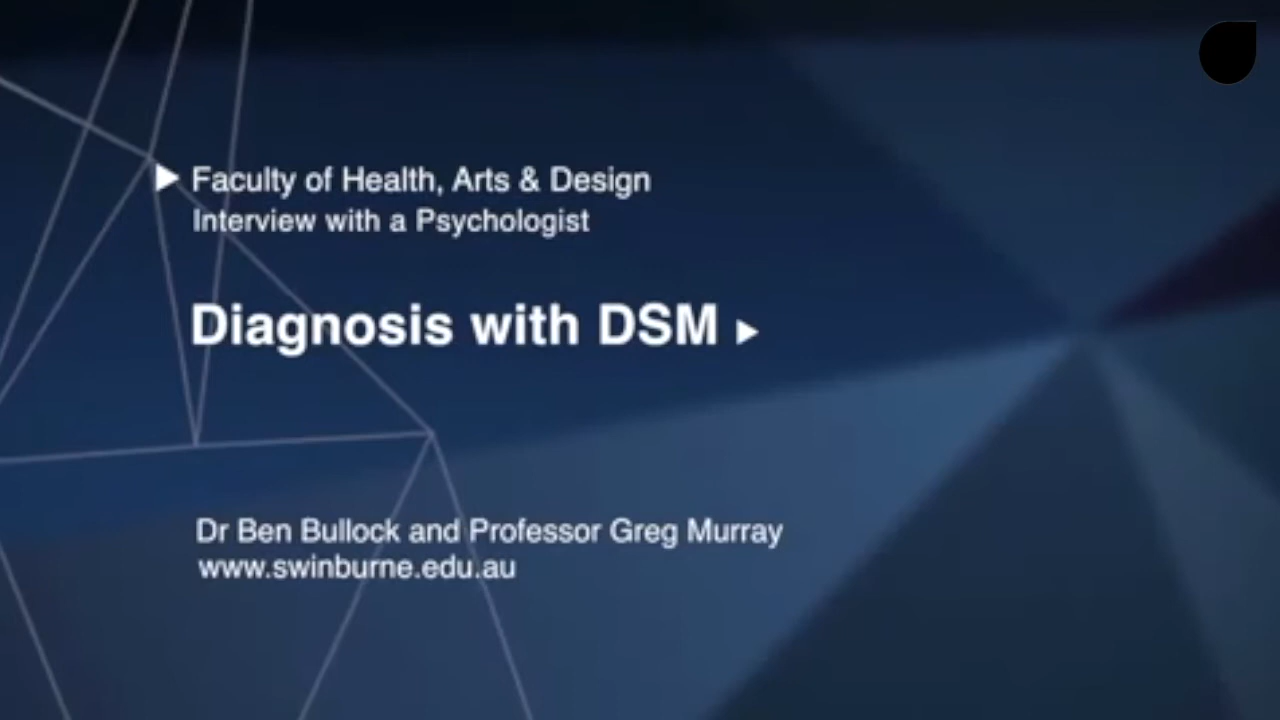 Faculty of Health, Arts & Design
Interview with a Psychologist
Diagnosis with DSM
Dr Ben Bullock and Professor Greg Murray
www.swinburne.edu.au